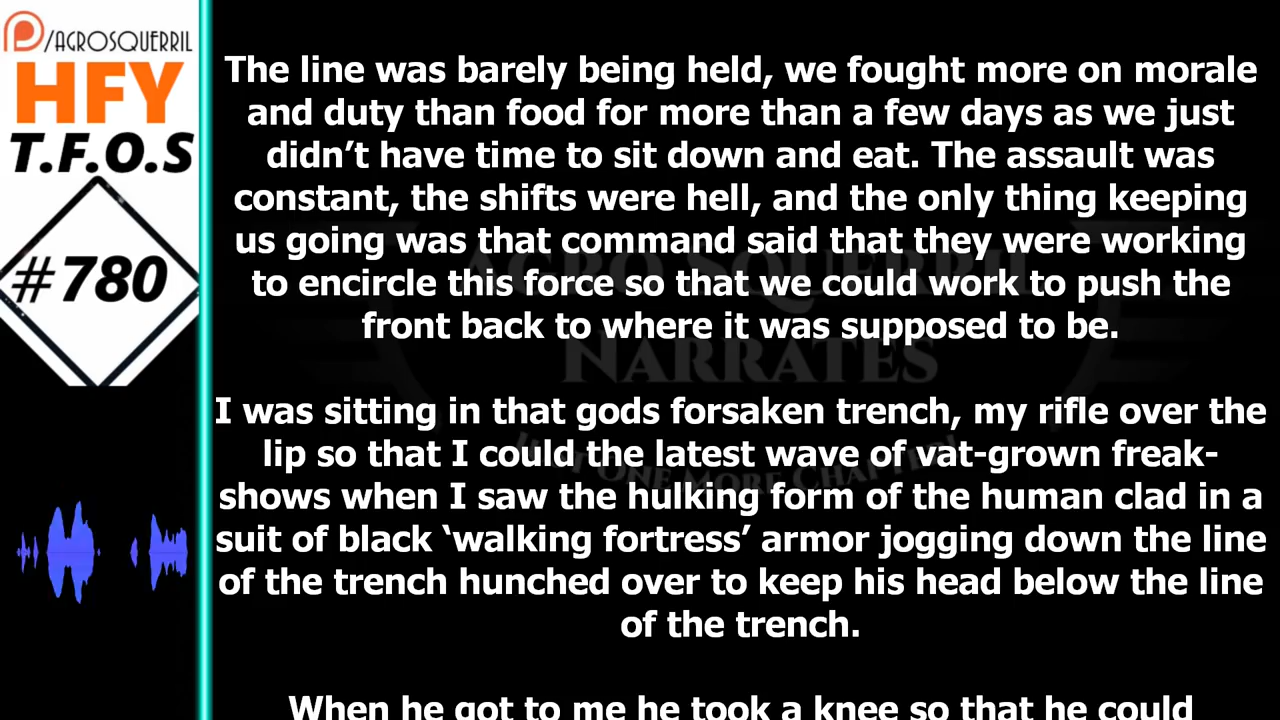 /AGROSQUERRIL
HFY
T.F.O.S
#780
The line was barely being held, we fought more on morale
and duty than food for more than a few days as we just
didn’t have time to sit down and eat. The assault was
constant, the shifts were hell, and the only thing keeping
us going was that command said that they were working
to encircle this force so that we could work to push the
front back to where it was supposed to be.
I was sitting in that gods forsaken trench, my rifle over the
lip so that I could the latest wave of vat-grown freak-
shows when I saw the hulking form of the human clad in a
suit of black ‘walking fortress’ armor jogging down the line
of the trench hunched over to keep his head below the line
of the trench.
When he got to me he took a knee so that he could
AGRO SQUERRIL
NARRATES
JUST ONE MORE CHAPTER!